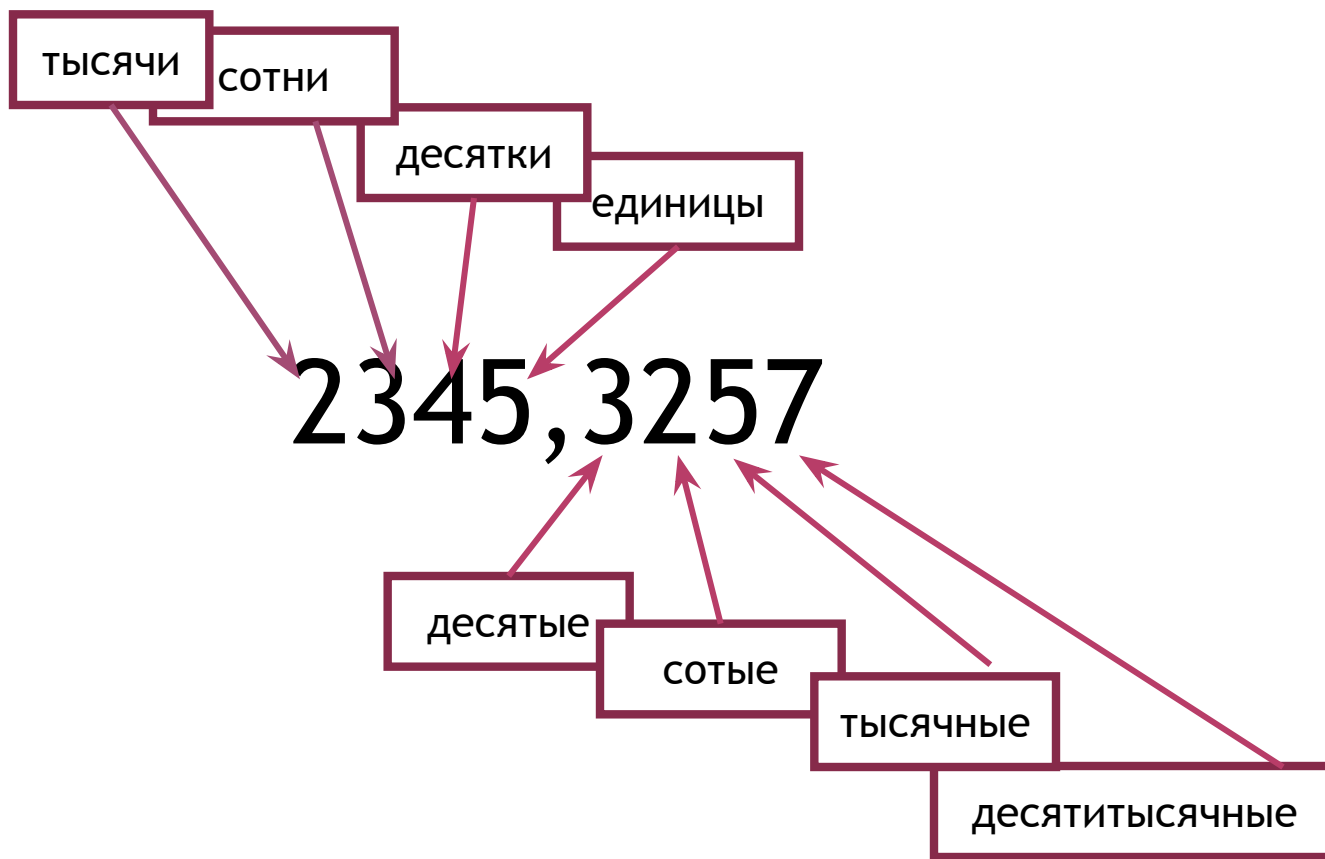 тысячи
сотни
десятки
единицы
2345,3257
десятые
сотые
тысячные
десятитысячные